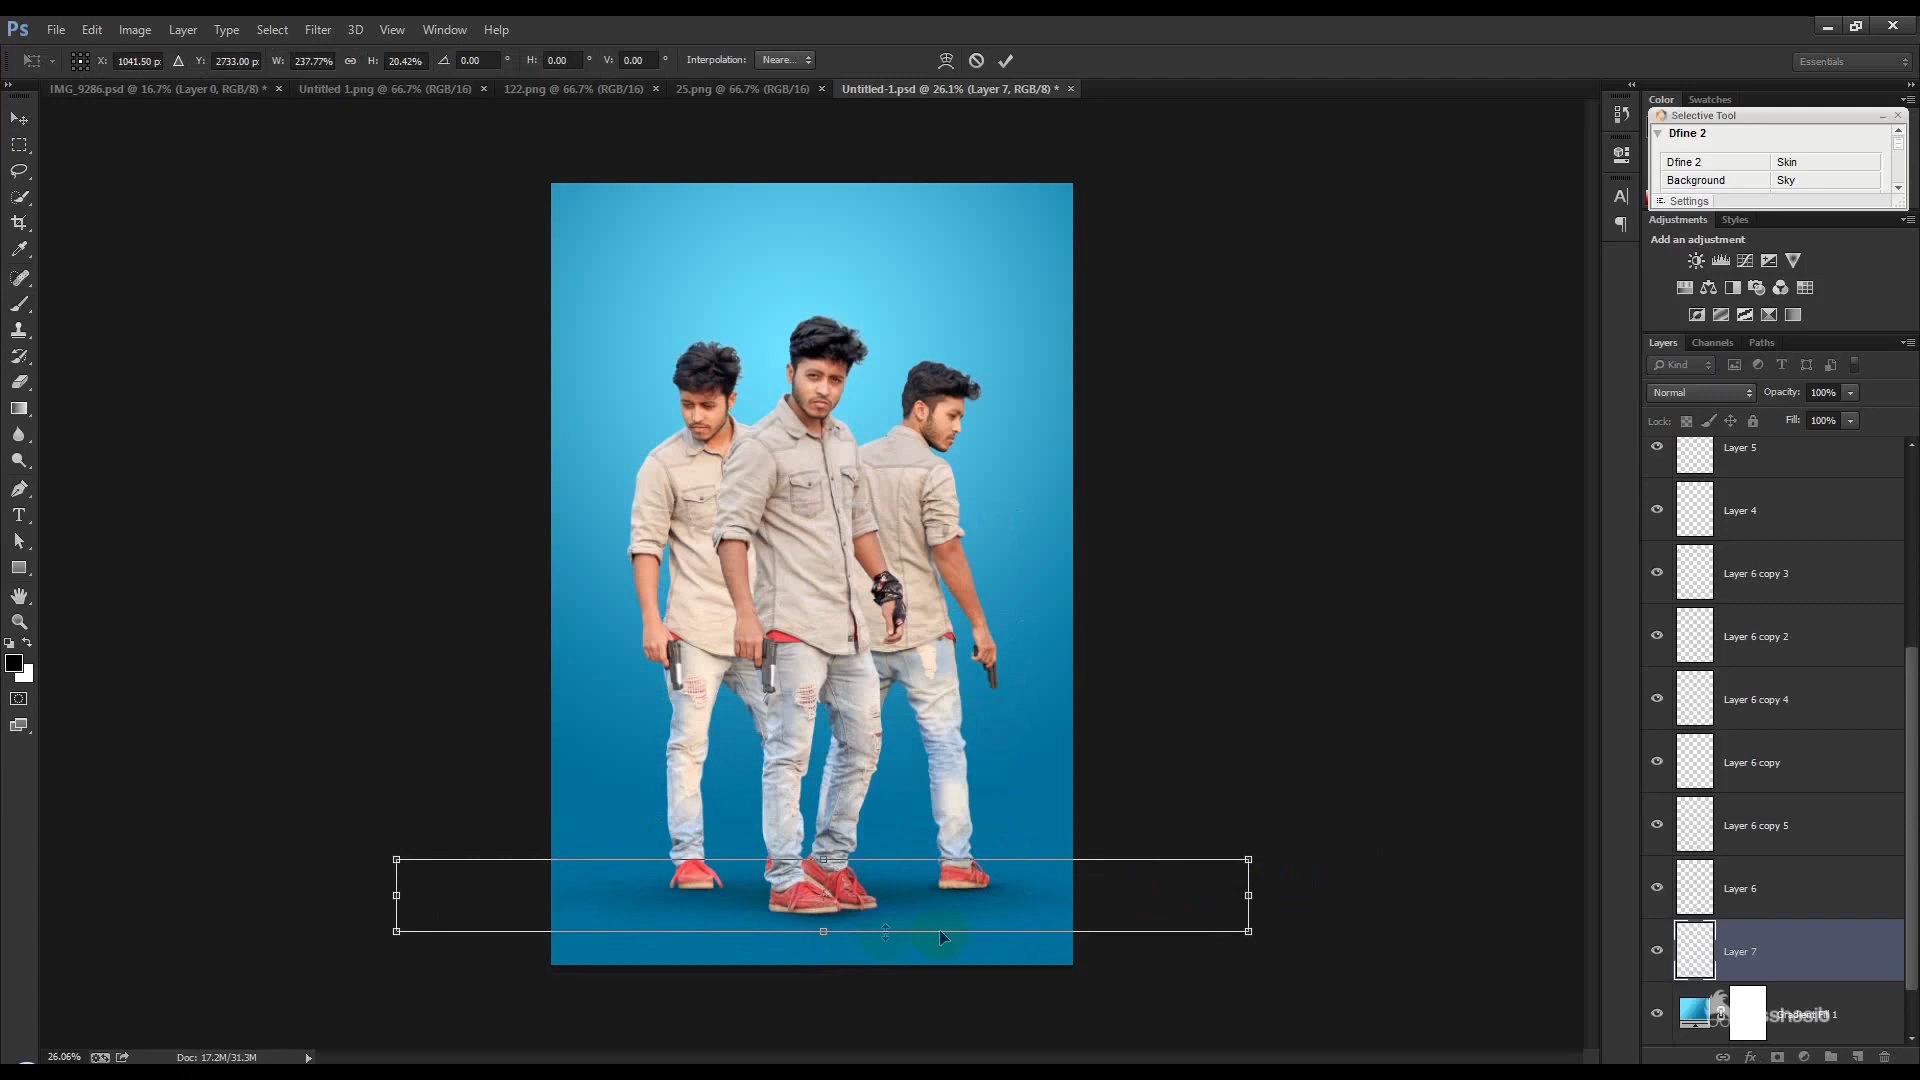 Ps File Edit Image Layer Type Select Filter 3D View Window Help
X: 1041.50 p: Y: 2733.00 p: W: 237.77% H: 20.42% 0.00 ° H: 0.00 ° V: 0.00 ° Interpolation: Neare... Essentials
IMG_9286.psd @ 16.7% (Layer 0, RGB/8) * × Untitled 1.png @ 66.7% (RGB/16) × 122.png @ 66.7% (RGB/16) × 25.png @ 66.7% (RGB/16) × Untitled-1.psd @ 26.1% (Layer 7, RGB/8) * ×
Color Swatches
Selective Tool
Dfine 2
Dfine 2 Skin
Background Sky
Settings
Adjustments Styles
Add an adjustment
Layers Channels Paths
Kind
Normal Opacity: 100%
Lock: Fill: 100%
Layer 5
Layer 4
Layer 6 copy 3
Layer 6 copy 2
Layer 6 copy 4
Layer 6 copy
Layer 6 copy 5
Layer 6
Layer 7
Gradient Fill 1
26.06% Doc: 17.2M/31.3M